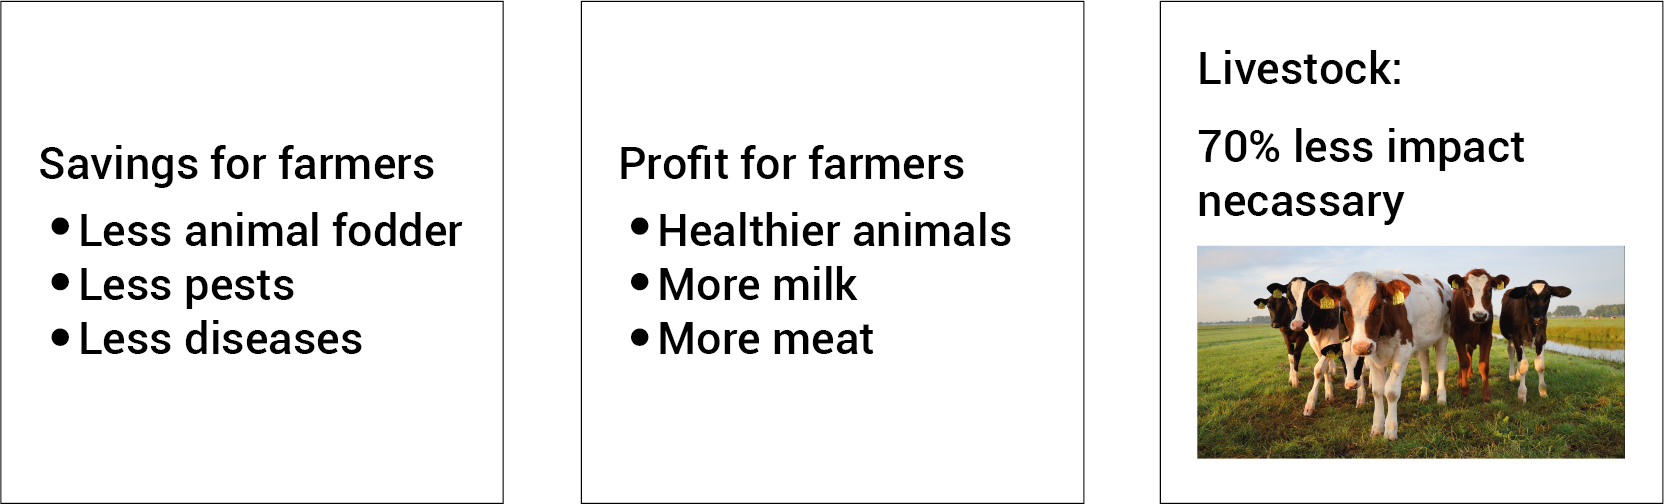 Savings for farmers
• Less animal fodder
• Less pests
• Less diseases
Profit for farmers
• Healthier animals
• More milk
• More meat
Livestock:
70% less impact
necassary